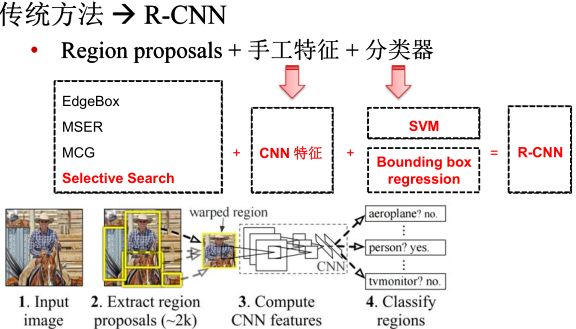 传统方法 → R-CNN
• Region proposals + 手工特征 + 分类器
EdgeBox
MSER
MCG
Selective Search
+
CNN 特征
+
SVM
Bounding box
regression
=
R-CNN
warped region
CNN
aeroplane? no.
⋮
person? yes.
⋮
tvmonitor? no.
1. Input
image
2. Extract region
proposals (~2k)
3. Compute
CNN features
4. Classify
regions